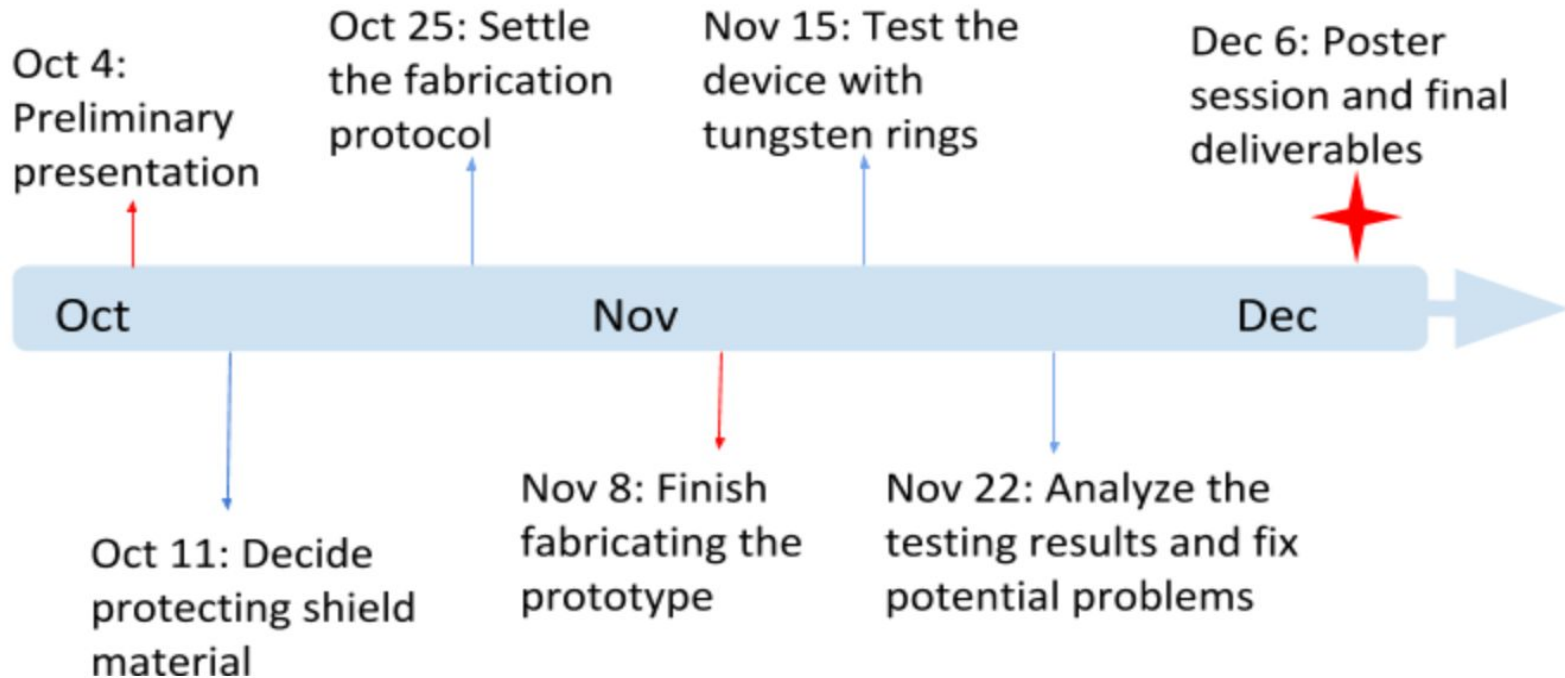 Oct 4:
Preliminary
presentation
Oct 25: Settle
the fabrication
protocol
Nov 15: Test the
device with
tungsten rings
Dec 6: Poster
session and final
deliverables
Oct
Nov
Dec
Oct 11: Decide
protecting shield
material
Nov 8: Finish
fabricating the
prototype
Nov 22: Analyze the
testing results and fix
potential problems